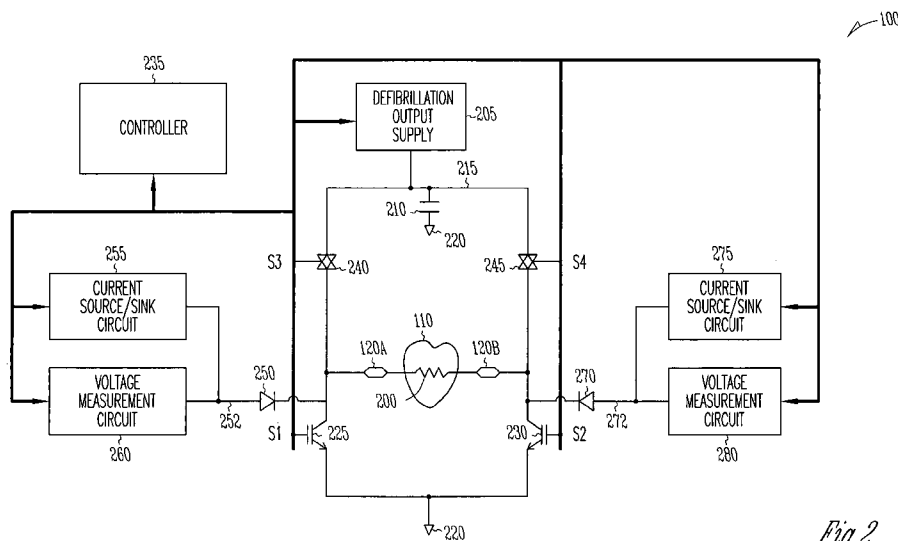 100
235
CONTROLLER
DEFIBRILLATION
OUTPUT
SUPPLY
205
215
210
220
255
CURRENT
SOURCE/SINK
CIRCUIT
S3
240
245
S4
275
CURRENT
SOURCE/SINK
CIRCUIT
110
120A
120B
200
VOLTAGE
MEASUREMENT
CIRCUIT
260
250
252
270
272
VOLTAGE
MEASUREMENT
CIRCUIT
280
S1
225
230
S2
220
Fig. 2